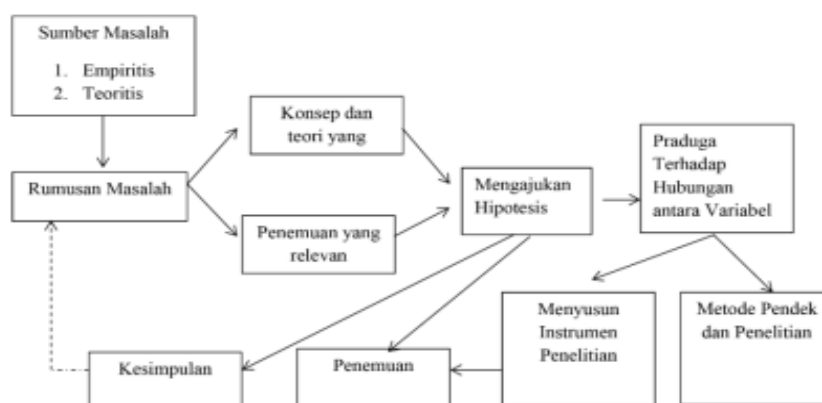 Sumber Masalah
1. Empiritis
2. Teoritis
Rumusan Masalah
Konsep dan
teori yang
Penemuan yang
relevan
Mengajukan
Hipotesis
Praduga
Terhadap
Hubungan
antara Variabel
Menyusun
Instrumen
Penelitian
Metode Pendek
dan Penelitian
Penemuan
Kesimpulan